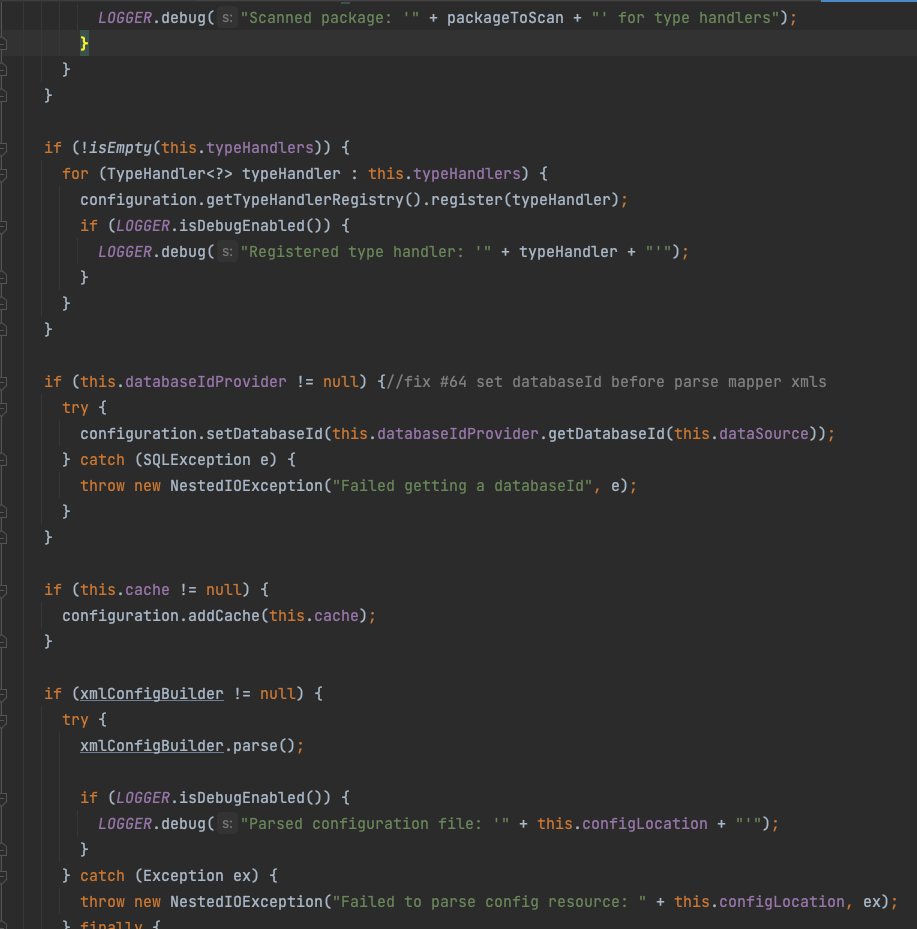 LOGGER.debug( s: "Scanned package: '" + packageToScan + "' for type handlers");
}
}
}
if (!isEmpty(this.typeHandlers)) {
for (TypeHandler<?> typeHandler : this.typeHandlers) {
configuration.getTypeHandlerRegistry().register(typeHandler);
if (LOGGER.isDebugEnabled()) {
LOGGER.debug( s: "Registered type handler: '" + typeHandler + "'");
}
}
}
if (this.databaseIdProvider != null) {//fix #64 set databaseId before parse mapper xmls
try {
configuration.setDatabaseId(this.databaseIdProvider.getDatabaseId(this.dataSource));
} catch (SQLException e) {
throw new NestedIOException("Failed getting a databaseId", e);
}
}
if (this.cache != null) {
configuration.addCache(this.cache);
}
if (xmlConfigBuilder != null) {
try {
xmlConfigBuilder.parse();
if (LOGGER.isDebugEnabled()) {
LOGGER.debug( s: "Parsed configuration file: '" + this.configLocation + "'");
}
} catch (Exception ex) {
throw new NestedIOException("Failed to parse config resource: " + this.configLocation, ex);
} finally {